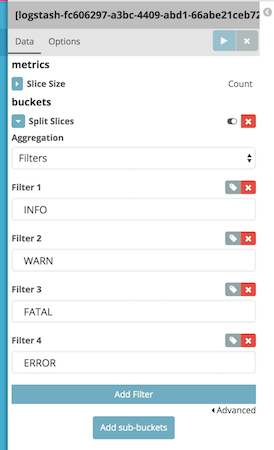 [logstash-fc606297-a3bc-4409-abd1-66abe21ceb72
Data Options
metrics
Slice Size Count
buckets
Split Slices
Aggregation
Filters
Filter 1
INFO
Filter 2
WARN
Filter 3
FATAL
Filter 4
ERROR
Add Filter
Advanced
Add sub-buckets